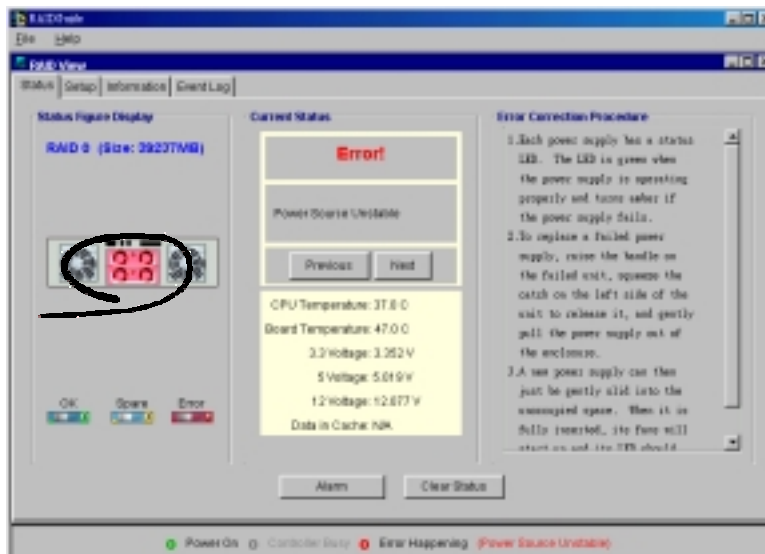 RAIDGuide
File Help
RAID View
Status Setup Information Event Log
Status Figure Display
RAID 0 (Size: 39237MB)
OK Spare Error
Current Status
Error!
Power Source Unstable
Previous Next
CPU Temperature: 37.0 C
Board Temperature: 47.0 C
3.3 Voltage: 3.352 V
5 Voltage: 5.019 V
12 Voltage: 12.077 V
Data in Cache: N/A
Error Correction Procedure
1.Each power supply has a status
LED. The LED is green when
the power supply is operating
properly and turns amber if
the power supply fails.
2.To replace a failed power
supply, raise the handle on
the failed unit, squeeze the
catch on the left side of the
unit to release it, and gently
pull the power supply out of
the enclosure.
3.A new power supply can then
just be gently slid into the
unoccupied space. When it is
fully inserted, its fans will
start up and its LED should
Alarm Clear Status
Power On Controller Busy Error Happening (Power Source Unstable)